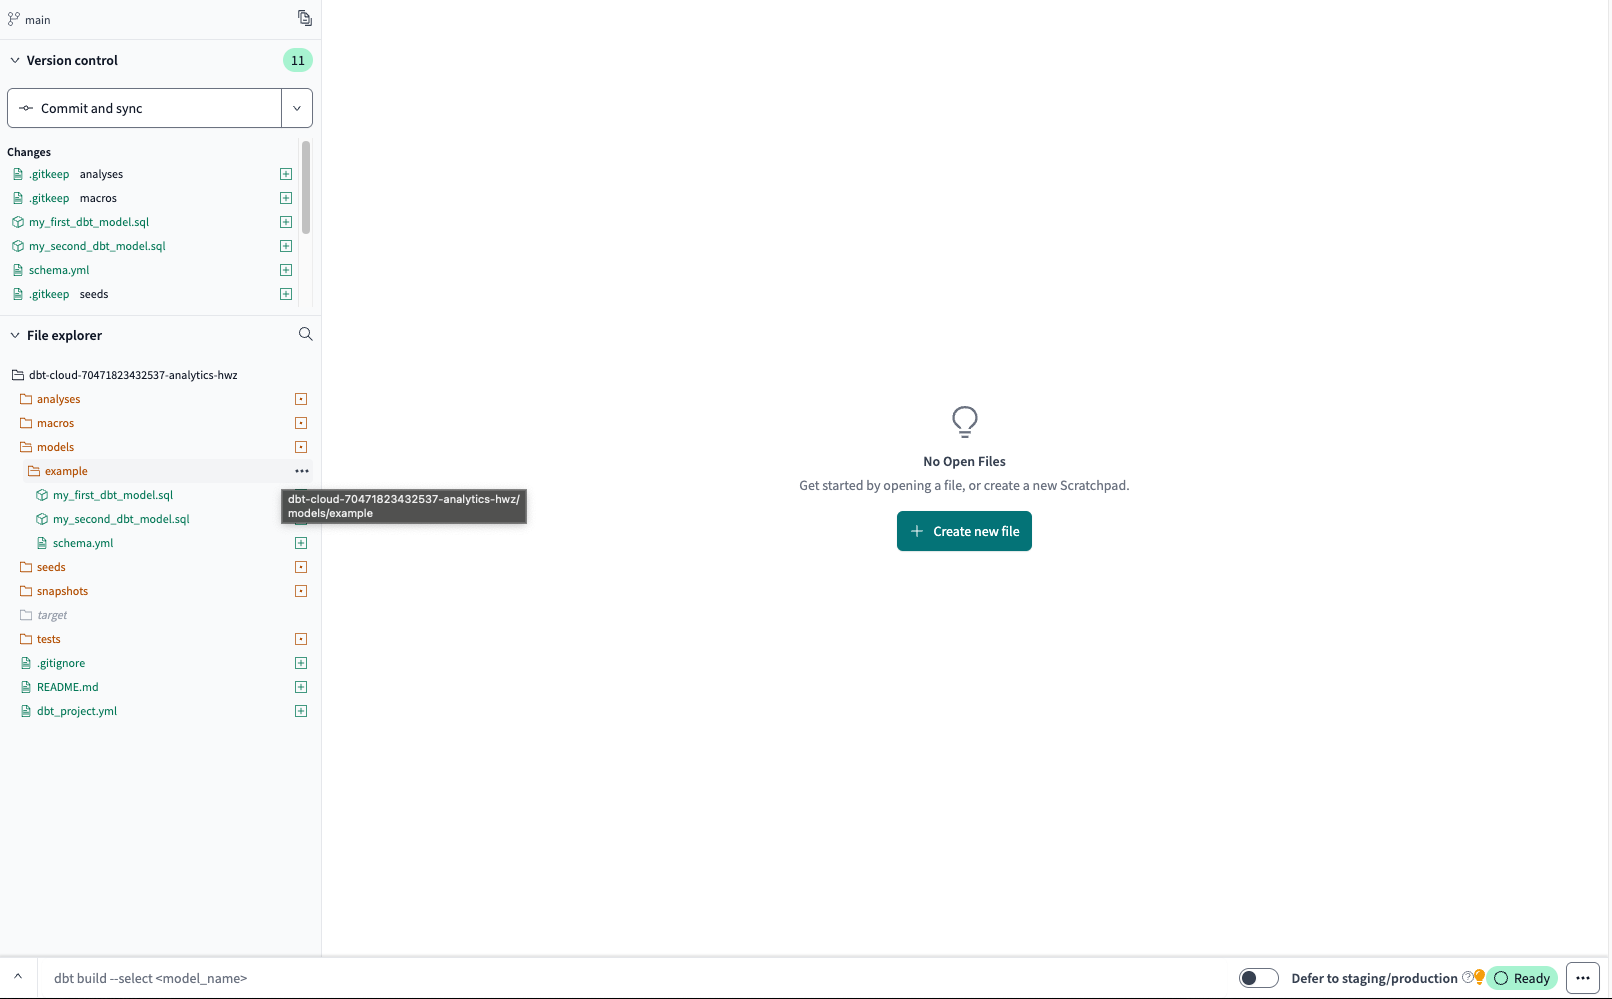 main
Version control
11
Commit and sync
Changes
.gitkeep analyses
.gitkeep macros
my_first_dbt_model.sql
my_second_dbt_model.sql
schema.yml
.gitkeep seeds
File explorer
dbt-cloud-70471823432537-analytics-hwz
analyses
macros
models
example
my_first_dbt_model.sql
dbt-cloud-70471823432537-analytics-hwz/
models/example
my_second_dbt_model.sql
schema.yml
seeds
snapshots
target
tests
.gitignore
README.md
dbt_project.yml
No Open Files
Get started by opening a file, or create a new Scratchpad.
Create new file
dbt build --select <model_name>
Defer to staging/production
Ready